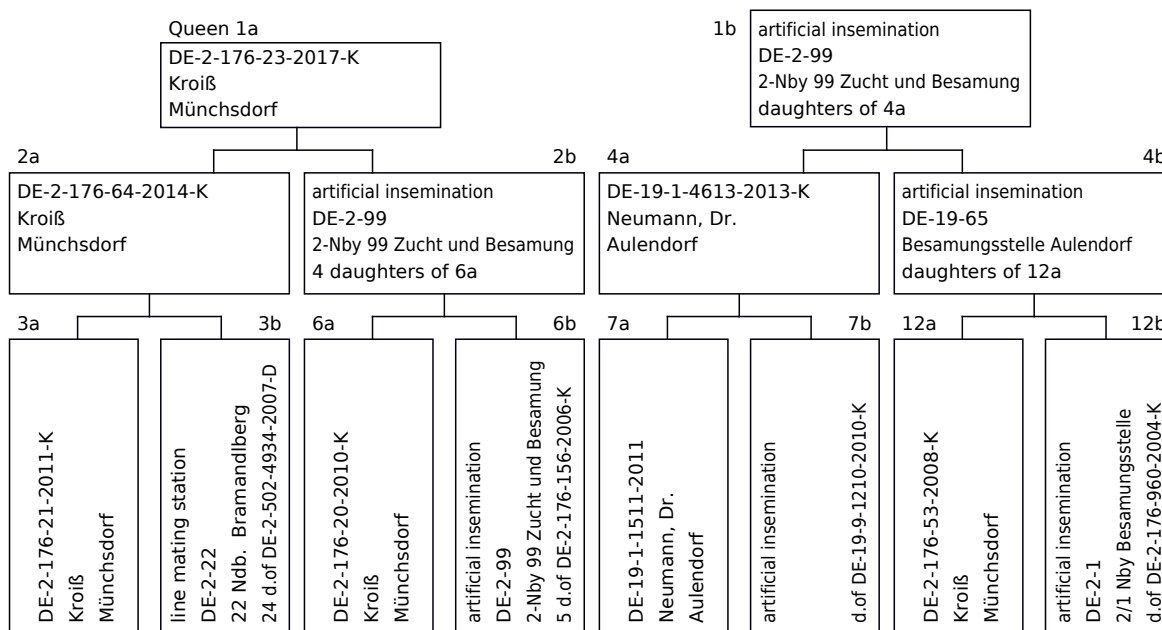 Queen 1a
DE-2-176-23-2017-K
Kroiß
Münchsdorf
1b
artificial insemination
DE-2-99
2-Nby 99 Zucht und Besamung
daughters of 4a
2a
DE-2-176-64-2014-K
Kroiß
Münchsdorf
2b
artificial insemination
DE-2-99
2-Nby 99 Zucht und Besamung
4 daughters of 6a
4a
DE-19-1-4613-2013-K
Neumann, Dr.
Aulendorf
4b
artificial insemination
DE-19-65
Besamungsstelle Aulendorf
daughters of 12a
3a
DE-2-176-21-2011-K
Kroiß
Münchsdorf
3b
line mating station
DE-2-22
22 Ndb. Bramandlberg
24 d.of DE-2-502-4934-2007-D
6a
DE-2-176-20-2010-K
Kroiß
Münchsdorf
6b
artificial insemination
DE-2-99
2-Nby 99 Zucht und Besamung
5 d.of DE-2-176-156-2006-K
7a
DE-19-1-1511-2011
Neumann, Dr.
Aulendorf
7b
artificial insemination
d.of DE-19-9-1210-2010-K
12a
DE-2-176-53-2008-K
Kroiß
Münchsdorf
12b
artificial insemination
DE-2-1
2/1 Nby Besamungsstelle
d.of DE-2-176-960-2004-K